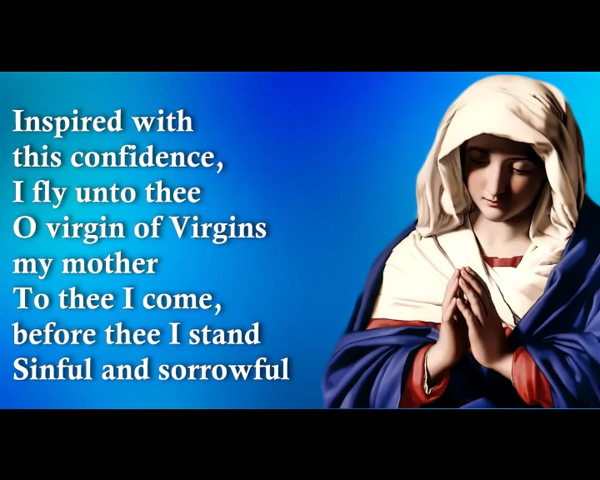 Inspired with
this confidence,
I fly unto thee
O virgin of Virgins
my mother
To thee I come,
before thee I stand
Sinful and sorrowful